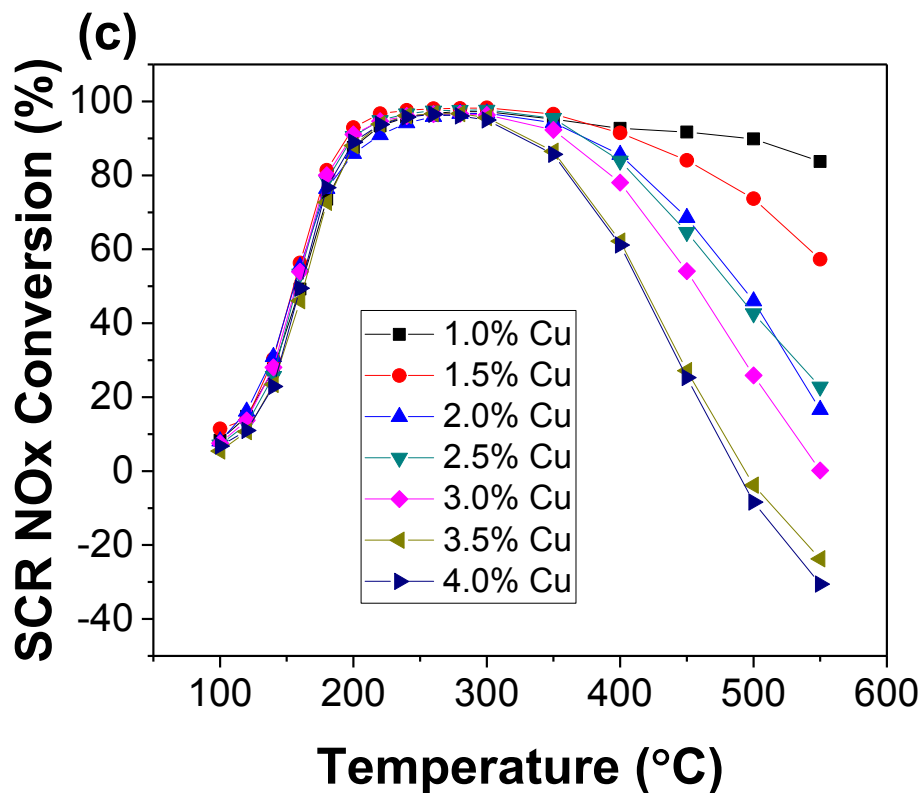 (c)
SCR NOx Conversion (%)
100
80
60
40
20
0
-20
-40
1.0% Cu
1.5% Cu
2.0% Cu
2.5% Cu
3.0% Cu
3.5% Cu
4.0% Cu
100 200 300 400 500 600
Temperature (°C)